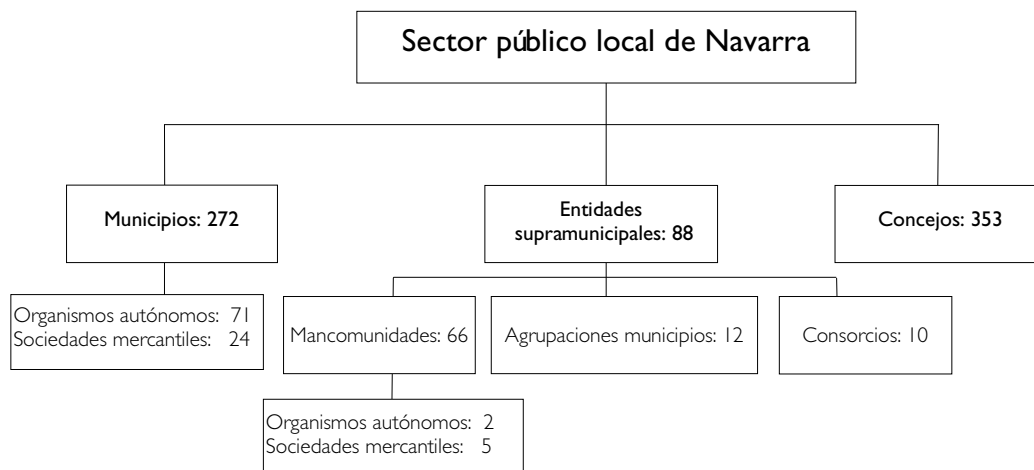 Sector público local de Navarra
Municipios: 272
Entidades
supramunicipales: 88
Concejos: 353
Organismos autónomos: 71
Sociedades mercantiles: 24
Mancomunidades: 66
Agrupaciones municipios: 12
Consorcios: 10
Organismos autónomos: 2
Sociedades mercantiles: 5